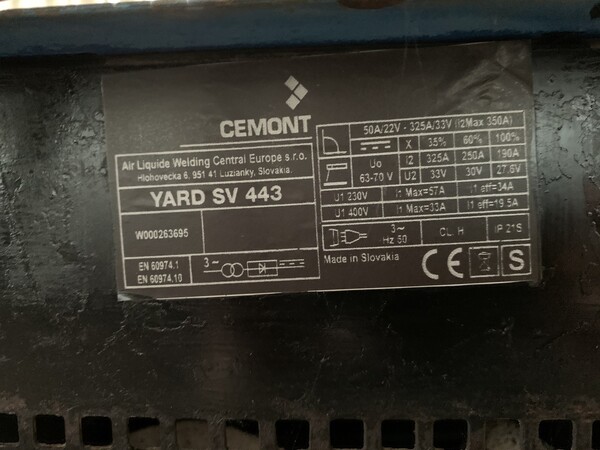 CEMONT
Air Liquide Welding Central Europe s.r.o.
Hlohovecka 6, 951 41 Luzianky, Slovakia.
YARD SV 443
W000263695
EN 60974.1
EN 60974.10
3~
50A/22V - 325A/33V (I2Max 350A)
X 35% 60% 100%
Uo I2 325A 250A 190A
63-70 V U2 33V 30V 27.6V
U1 230V I1 Max=57A I1 eff=34A
U1 400V I1 Max=33A I1 eff=19.5A
3~
Hz 50 CL. H IP 21S
Made in Slovakia CE S